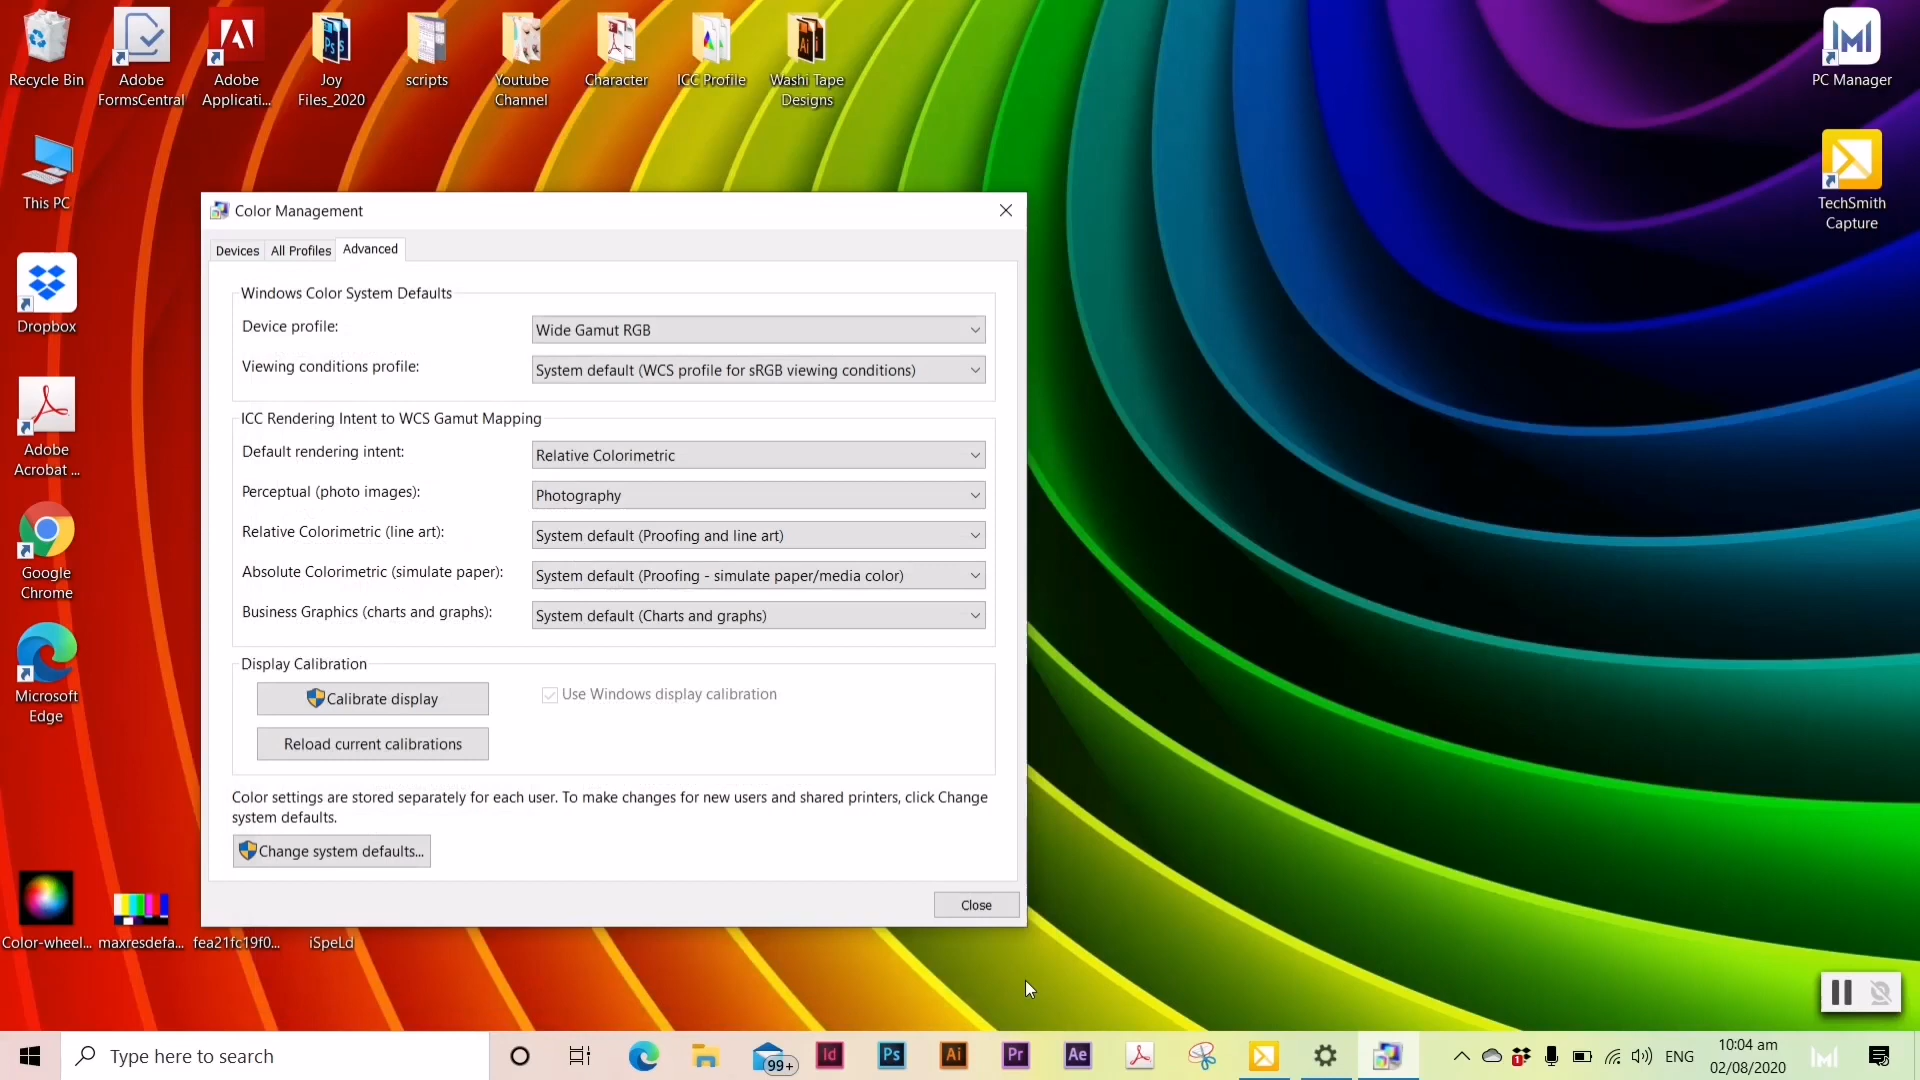 Recycle Bin
Adobe
FormsCentral
Adobe
Applicati...
Joy
Files_2020
scripts
Youtube
Channel
Character
ICC Profile
Washi Tape
Designs
PC Manager
This PC
TechSmith
Capture
Dropbox
Adobe
Acrobat ...
Google
Chrome
Microsoft
Edge
Color-wheel...
maxresdefa...
fea21fc19f0...
iSpeLd
Color Management
Devices
All Profiles
Advanced
Windows Color System Defaults
Device profile:
Wide Gamut RGB
Viewing conditions profile:
System default (WCS profile for sRGB viewing conditions)
ICC Rendering Intent to WCS Gamut Mapping
Default rendering intent:
Relative Colorimetric
Perceptual (photo images):
Photography
Relative Colorimetric (line art):
System default (Proofing and line art)
Absolute Colorimetric (simulate paper):
System default (Proofing - simulate paper/media color)
Business Graphics (charts and graphs):
System default (Charts and graphs)
Display Calibration
Calibrate display
Use Windows display calibration
Reload current calibrations
Color settings are stored separately for each user. To make changes for new users and shared printers, click Change
system defaults.
Change system defaults...
Close
Type here to search
99+
Id
Ps
Ai
Pr
Ae
1
ENG
10:04 am
02/08/2020